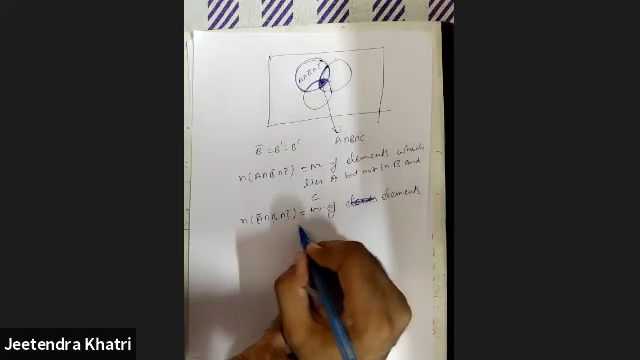 A∩B̄∩C̄
A∩B∩C
B̄ = B' = Bᶜ
n(A∩B̄∩C̄) = no. of elements which
lies A but not in B and
C.
n(Ā∩B∩C̄) = no. of elements
Jeetendra Khatri